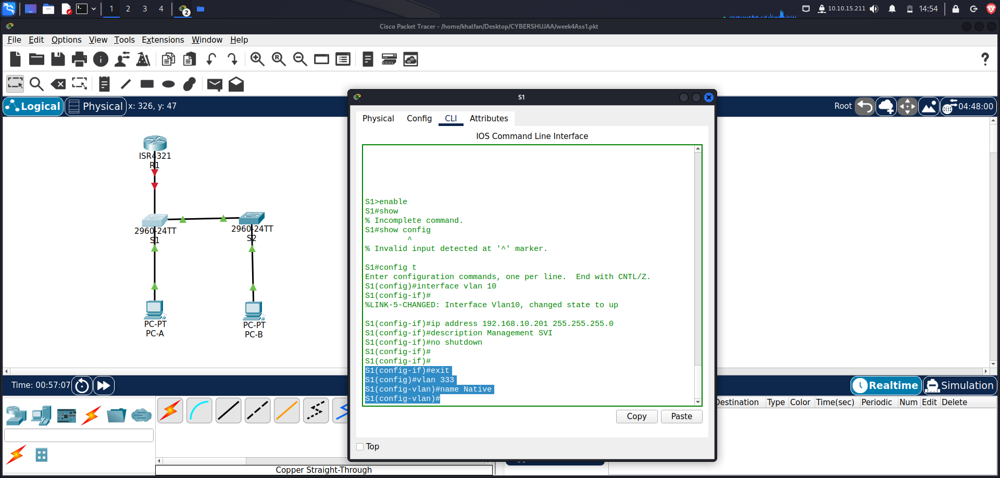 1 2 3 4 2 10.10.15.211 14:54
Cisco Packet Tracer - /home/khalfan/Desktop/CYBERSHUJAA/week4Ass1.pkt
File Edit Options View Tools Extensions Window Help
Logical Physical x: 326, y: 47 Root 04:48:00
ISR4321
R1
2960-24TT
S1
2960-24TT
S2
PC-PT
PC-A
PC-PT
PC-B
S1
Physical Config CLI Attributes
IOS Command Line Interface
S1>enable
S1#show
% Incomplete command.
S1#show config
^
% Invalid input detected at '^' marker.
S1#config t
Enter configuration commands, one per line. End with CNTL/Z.
S1(config)#interface vlan 10
S1(config-if)#
%LINK-5-CHANGED: Interface Vlan10, changed state to up
S1(config-if)#ip address 192.168.10.201 255.255.255.0
S1(config-if)#description Management SVI
S1(config-if)#no shutdown
S1(config-if)#
S1(config-if)#
S1(config-if)#exit
S1(config)#vlan 333
S1(config-vlan)#name Native
S1(config-vlan)#
Copy Paste
Top
Time: 00:57:07 Realtime Simulation
Destination Type Color Time(sec) Periodic Num Edit Delete
Copper Straight-Through